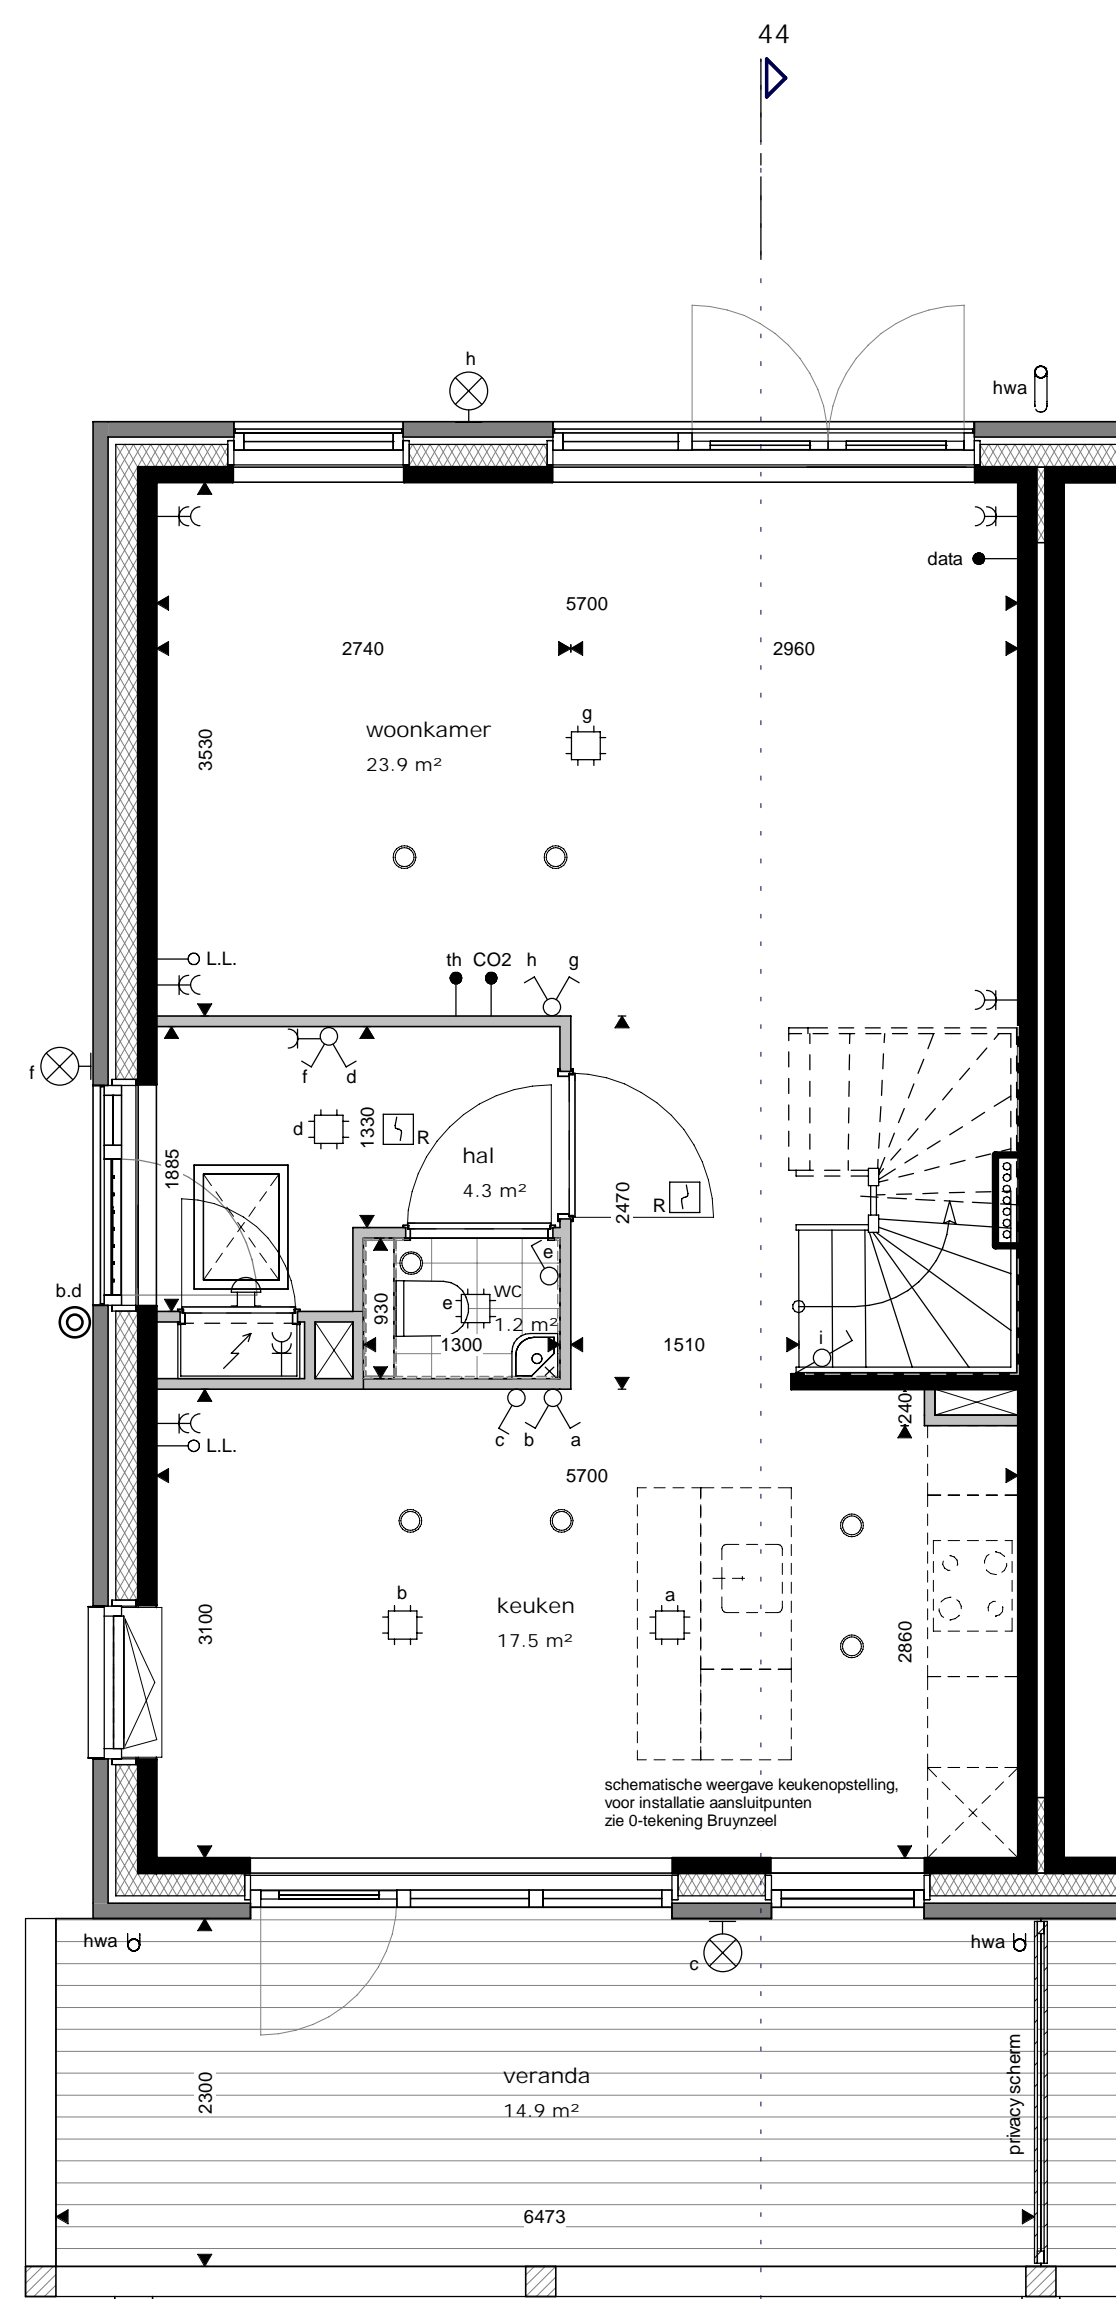 44
h
hwa
data
5700
2740
2960
g
woonkamer
23.9 m²
3530
L.L.
th
CO2
h
g
f
f
d
d
1330
R
hal
4.3 m²
1885
2470
R
b.d
e
WC
e
1.2 m²
930
1300
1510
i
240
c
b
a
L.L.
5700
b
a
keuken
17.5 m²
3100
2860
schematische weergave keukenopstelling,
voor installatie aansluitpunten
zie 0-tekening Bruynzeel
hwa
c
hwa
veranda
14.9 m²
2300
privacy scherm
6473